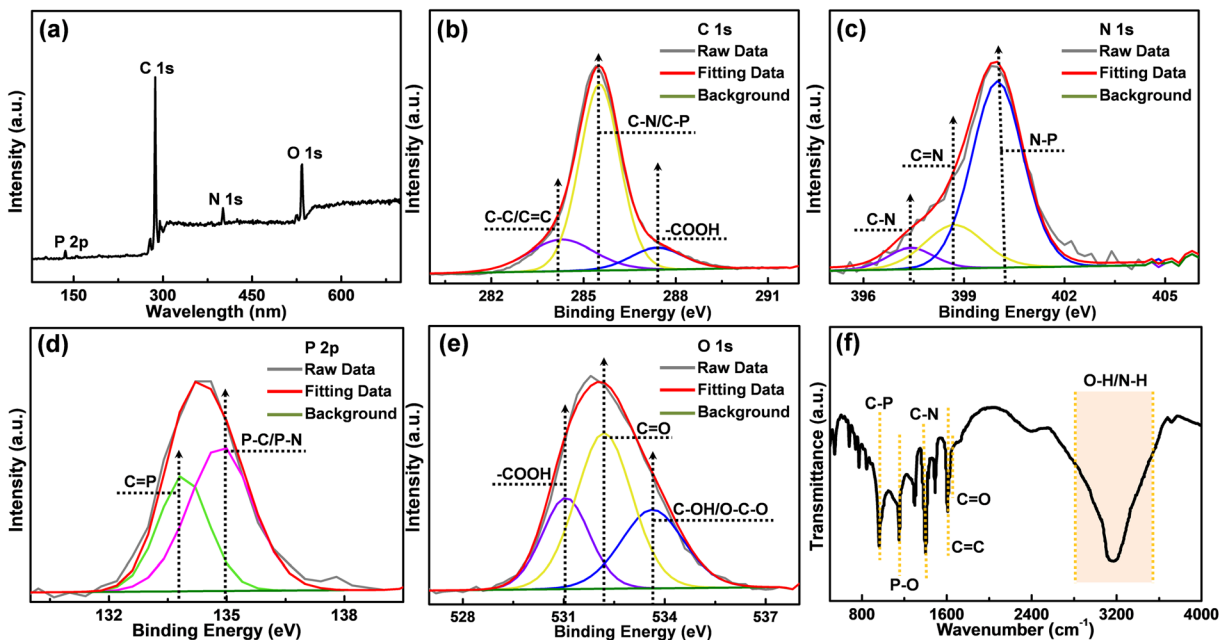 (a)
C 1s
O 1s
N 1s
P 2p
Intensity (a.u.)
150 300 450 600
Wavelength (nm)
(b)
C 1s
Raw Data
Fitting Data
Background
C-N/C-P
C-C/C=C
-COOH
Intensity (a.u.)
282 285 288 291
Binding Energy (eV)
(c)
N 1s
Raw Data
Fitting Data
Background
C=N
N-P
C-N
Intensity (a.u.)
396 399 402 405
Binding Energy (eV)
(d)
P 2p
Raw Data
Fitting Data
Background
P-C/P-N
C=P
Intensity (a.u.)
132 135 138
Binding Energy (eV)
(e)
O 1s
Raw Data
Fitting Data
Background
C=O
-COOH
C-OH/O-C-O
Intensity (a.u.)
528 531 534 537
Binding Energy (eV)
(f)
O-H/N-H
C-P
C-N
C=O
C=C
P-O
Transmittance (a.u.)
800 1600 2400 3200 4000
Wavenumber (cm⁻¹)